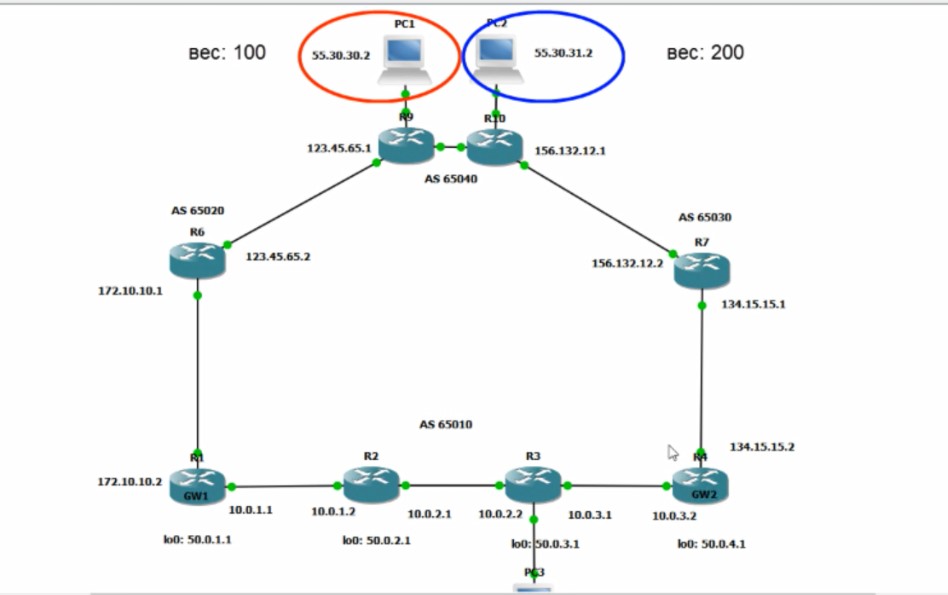 PC1
PC2
вес: 100
55.30.30.2
55.30.31.2
вес: 200
R9
R10
123.45.65.1
156.132.12.1
AS 65040
AS 65020
AS 65030
R6
R7
123.45.65.2
156.132.12.2
172.10.10.1
134.15.15.1
AS 65010
134.15.15.2
R1
R2
R3
R4
172.10.10.2
GW1
GW2
10.0.1.1
10.0.1.2
10.0.2.1
10.0.2.2
10.0.3.1
10.0.3.2
lo0: 50.0.1.1
lo0: 50.0.2.1
lo0: 50.0.3.1
lo0: 50.0.4.1
PC3